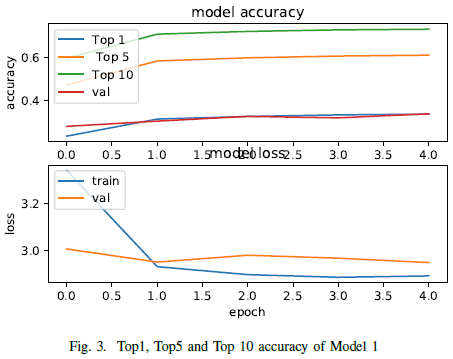 model accuracy
Top 1
Top 5
Top 10
val
accuracy
0.6
0.4
0.0 0.5 1.0 1.5 2.0 2.5 3.0 3.5 4.0
model loss
train
val
loss
3.2
3.0
0.0 0.5 1.0 1.5 2.0 2.5 3.0 3.5 4.0
epoch
Fig. 3. Top1, Top5 and Top 10 accuracy of Model 1